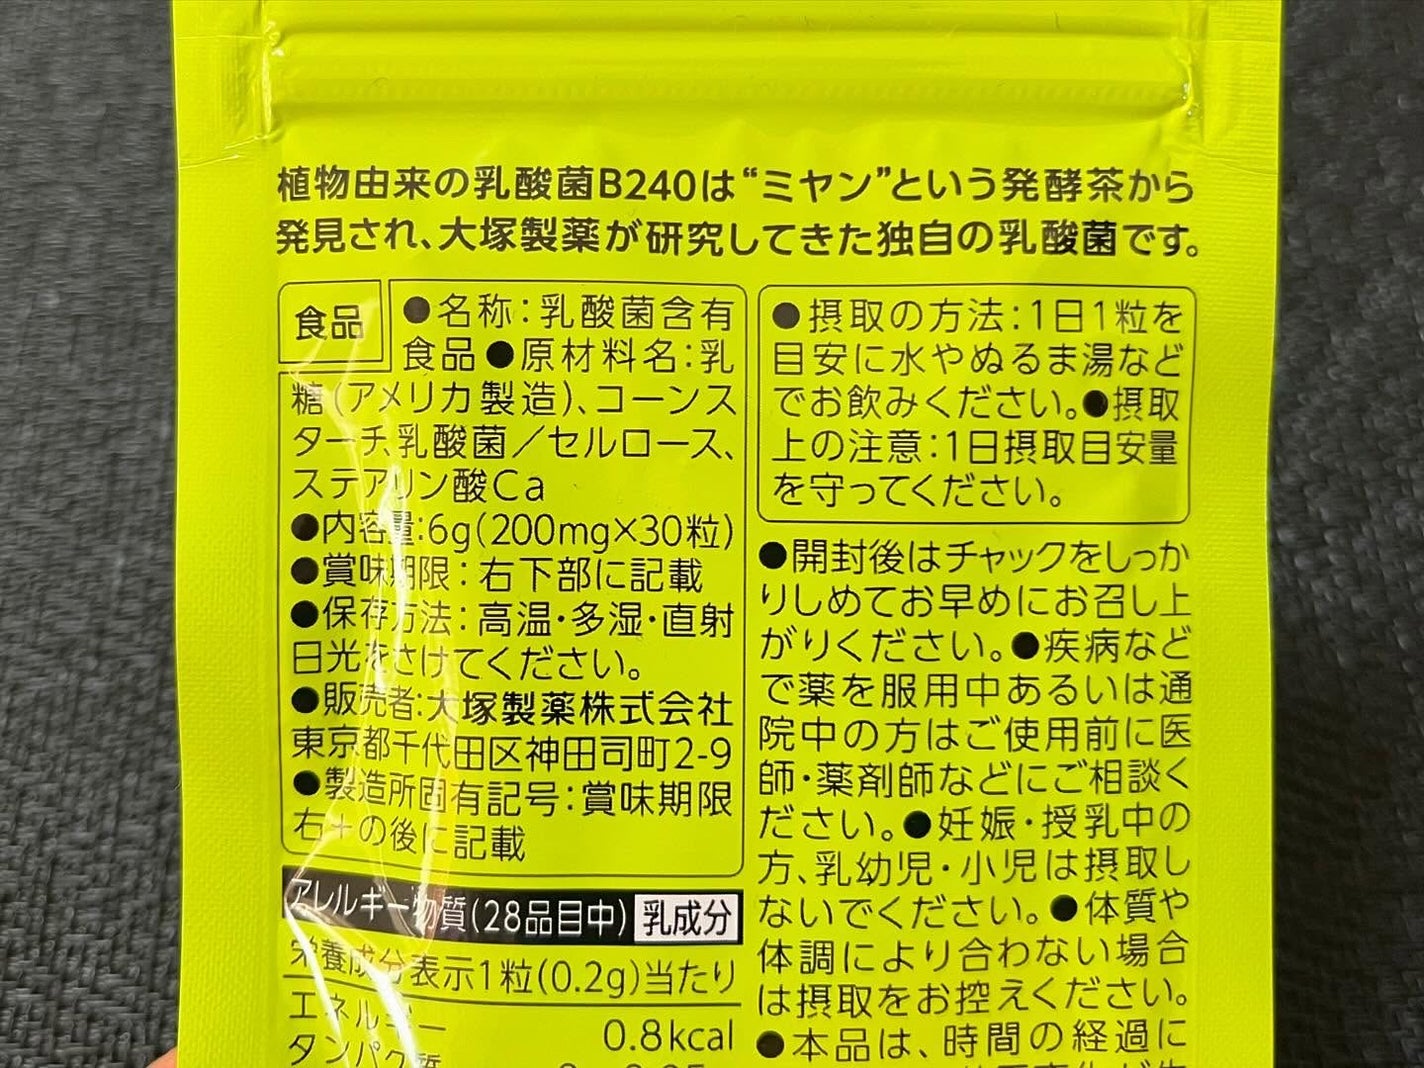 植物由来の乳酸菌B240は“ミヤン”という発酵茶から
発見され、大塚製薬が研究してきた独自の乳酸菌です。
食品
●名称：乳酸菌含有
食品●原材料名：乳
糖（アメリカ製造）、コーンス
ターチ、乳酸菌／セルロース、
ステアリン酸Ca
●内容量：6g（200mg×30粒）
●賞味期限：右下部に記載
●保存方法：高温・多湿・直射
日光をさけてください。
●販売者：大塚製薬株式会社
東京都千代田区神田司町2-9
●製造所固有記号：賞味期限
右＋の後に記載
アレルギー物質（28品目中） 乳成分
栄養成分表示1粒（0.2g）当たり
エネルギー 0.8kcal
タンパク質
●摂取の方法：1日1粒を
目安に水やぬるま湯など
でお飲みください。●摂取
上の注意：1日摂取目安量
を守ってください。
●開封後はチャックをしっか
りしめてお早めにお召し上
がりください。●疾病など
で薬を服用中あるいは通
院中の方はご使用前に医
師・薬剤師などにご相談く
ださい。●妊娠・授乳中の
方、乳幼児・小児は摂取し
ないでください。●体質や
体調により合わない場合
は摂取をお控えください。
●本品は、時間の経過に